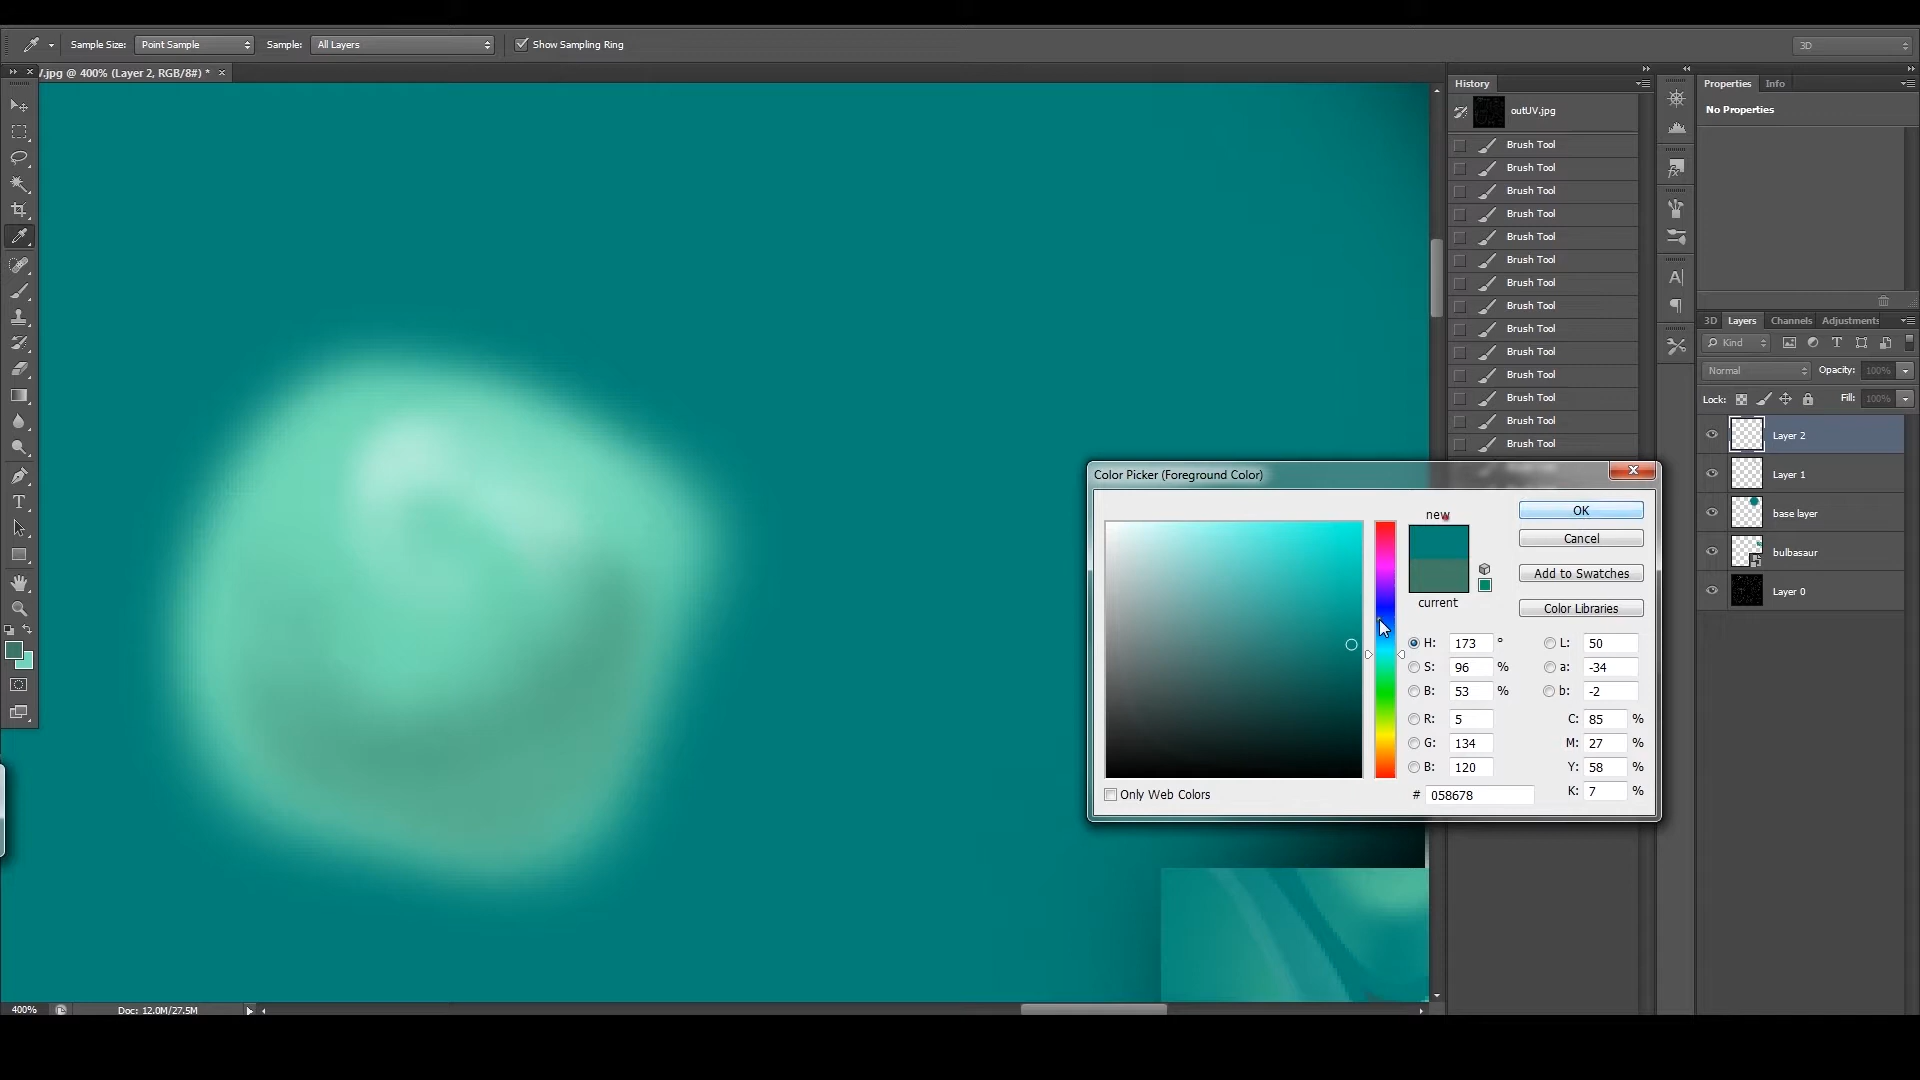 Sample Size: Point Sample Sample: All Layers Show Sampling Ring 3D
V.jpg @ 400% (Layer 2, RGB/8#) * ×
History
Properties Info
No Properties
outUV.jpg
Brush Tool
Brush Tool
Brush Tool
Brush Tool
Brush Tool
Brush Tool
Brush Tool
Brush Tool
Brush Tool
Brush Tool
Brush Tool
Brush Tool
Brush Tool
Brush Tool
3D Layers Channels Adjustments
Kind
Normal Opacity: 100%
Lock: Fill: 100%
Layer 2
Layer 1
base layer
bulbasaur
Layer 0
Color Picker (Foreground Color)
new
current
OK
Cancel
Add to Swatches
Color Libraries
H: 173 ° L: 50
S: 96 % a: -34
B: 53 % b: -2
R: 5 C: 85 %
G: 134 M: 27 %
B: 120 Y: 58 %
# 058678 K: 7 %
Only Web Colors
400% Doc: 12.0M/27.5M